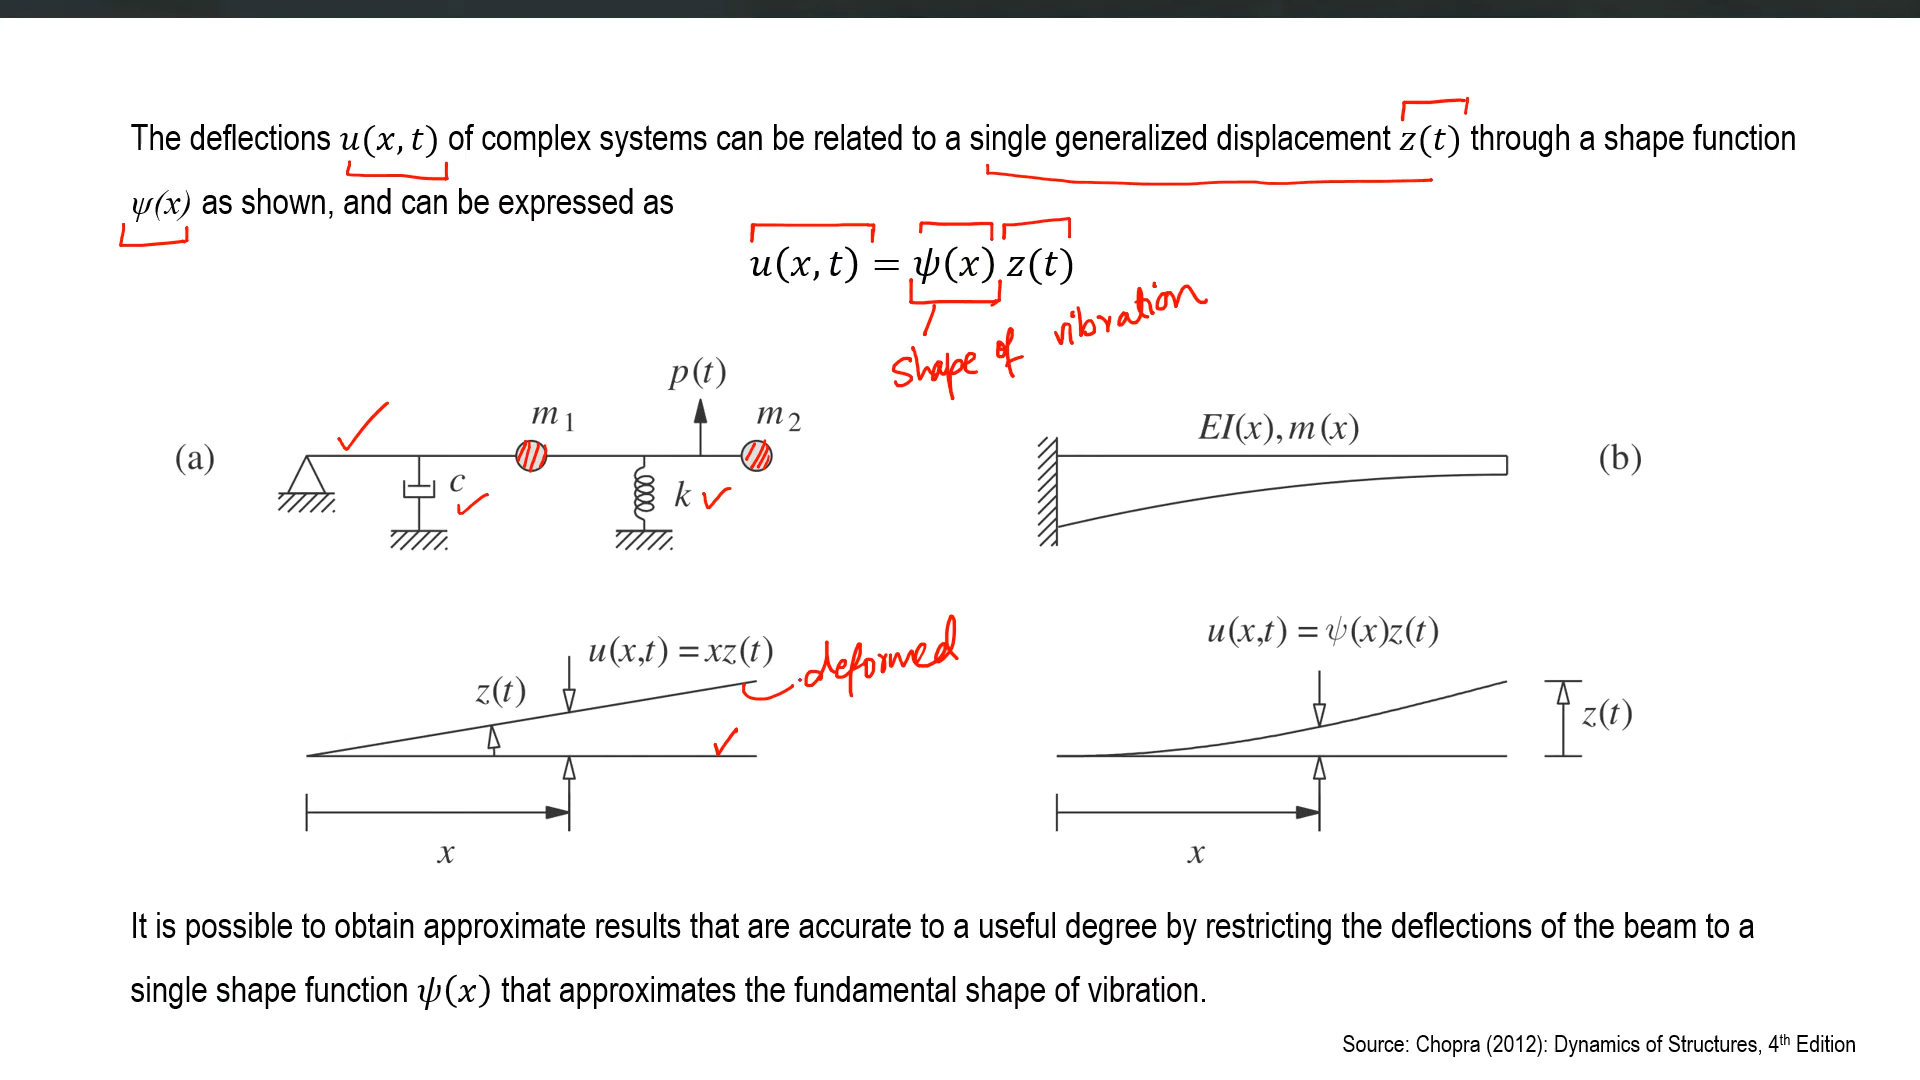 The deflections u(x, t) of complex systems can be related to a single generalized displacement z(t) through a shape function
ψ(x) as shown, and can be expressed as
u(x, t) = ψ(x) z(t)
shape of vibration
p(t)
m1
m2
EI(x), m(x)
(a)
c
k
(b)
u(x,t) = xz(t)
deformed
z(t)
u(x,t) = ψ(x)z(t)
z(t)
x
x
It is possible to obtain approximate results that are accurate to a useful degree by restricting the deflections of the beam to a
single shape function ψ(x) that approximates the fundamental shape of vibration.
Source: Chopra (2012): Dynamics of Structures, 4th Edition